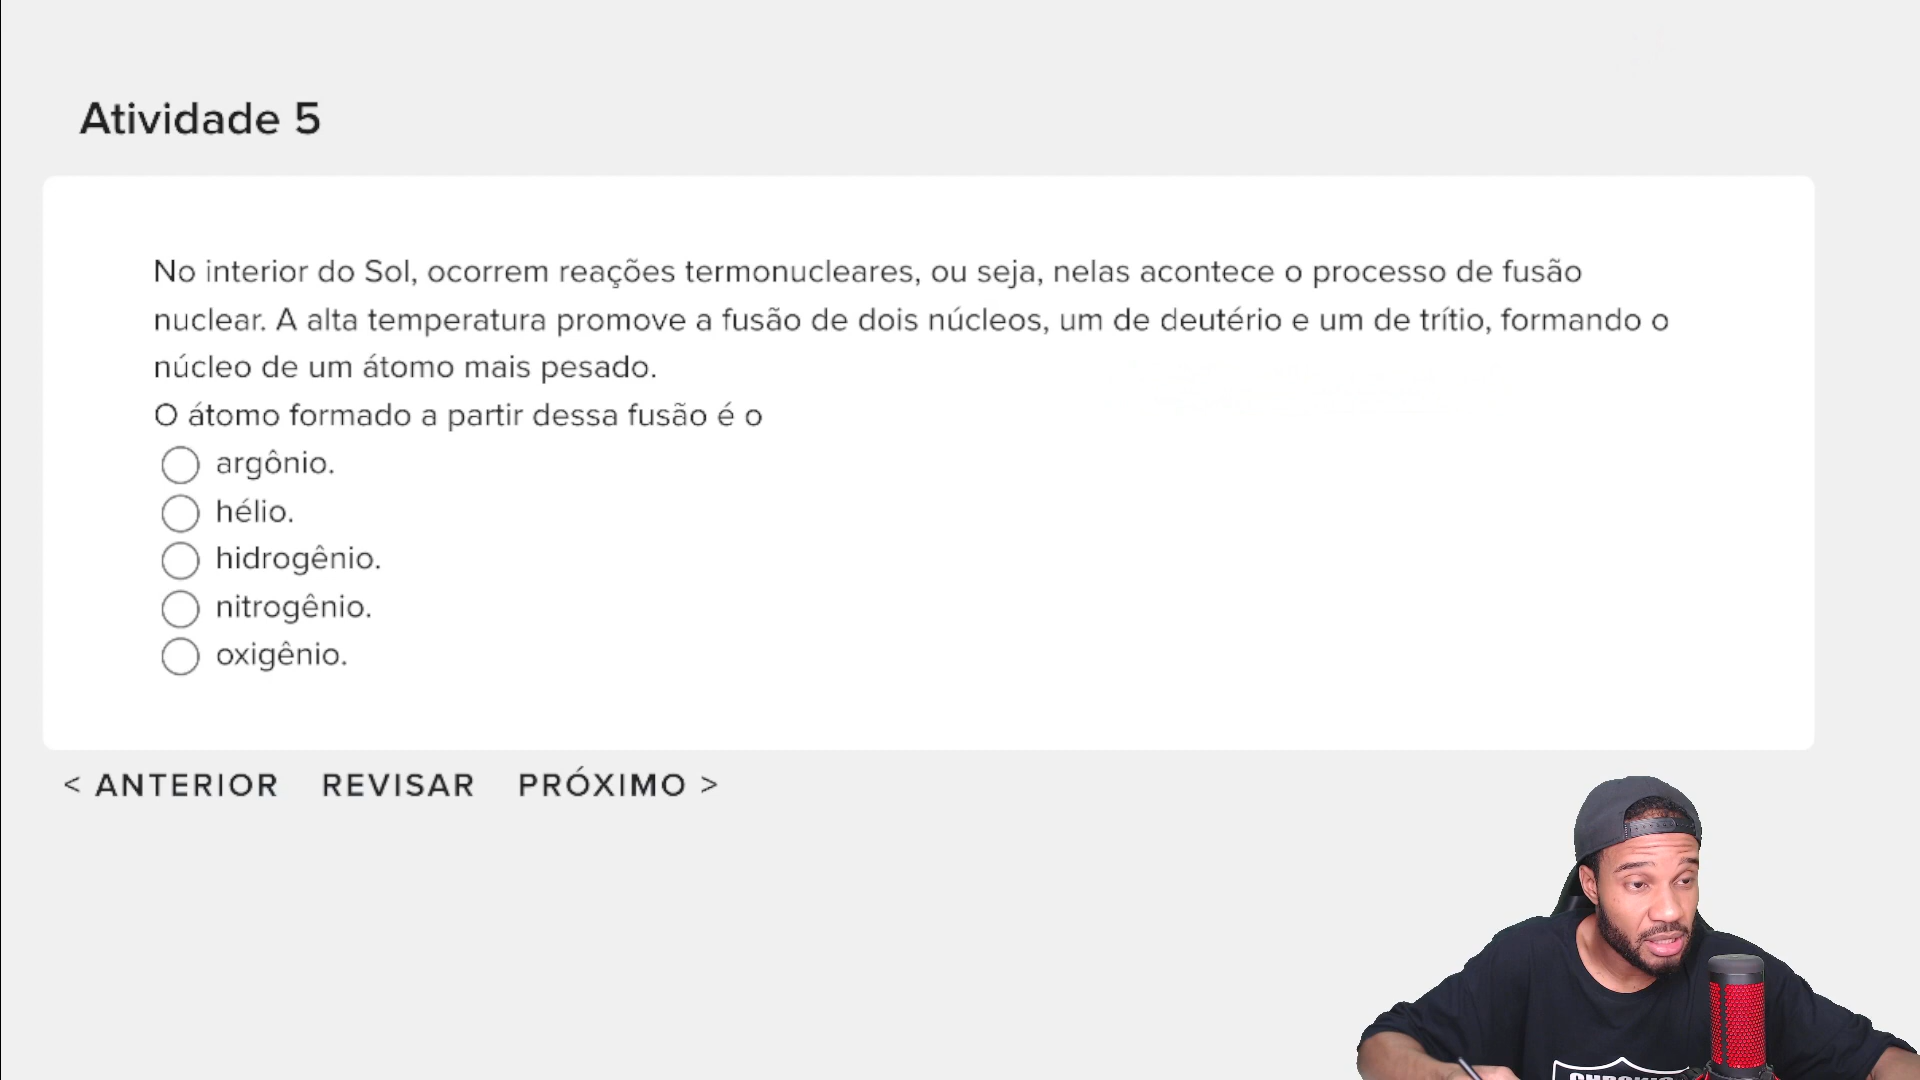 Atividade 5
No interior do Sol, ocorrem reações termonucleares, ou seja, nelas acontece o processo de fusão
nuclear. A alta temperatura promove a fusão de dois núcleos, um de deutério e um de trítio, formando o
núcleo de um átomo mais pesado.
O átomo formado a partir dessa fusão é o
argônio.
hélio.
hidrogênio.
nitrogênio.
oxigênio.
< ANTERIOR REVISAR PRÓXIMO >